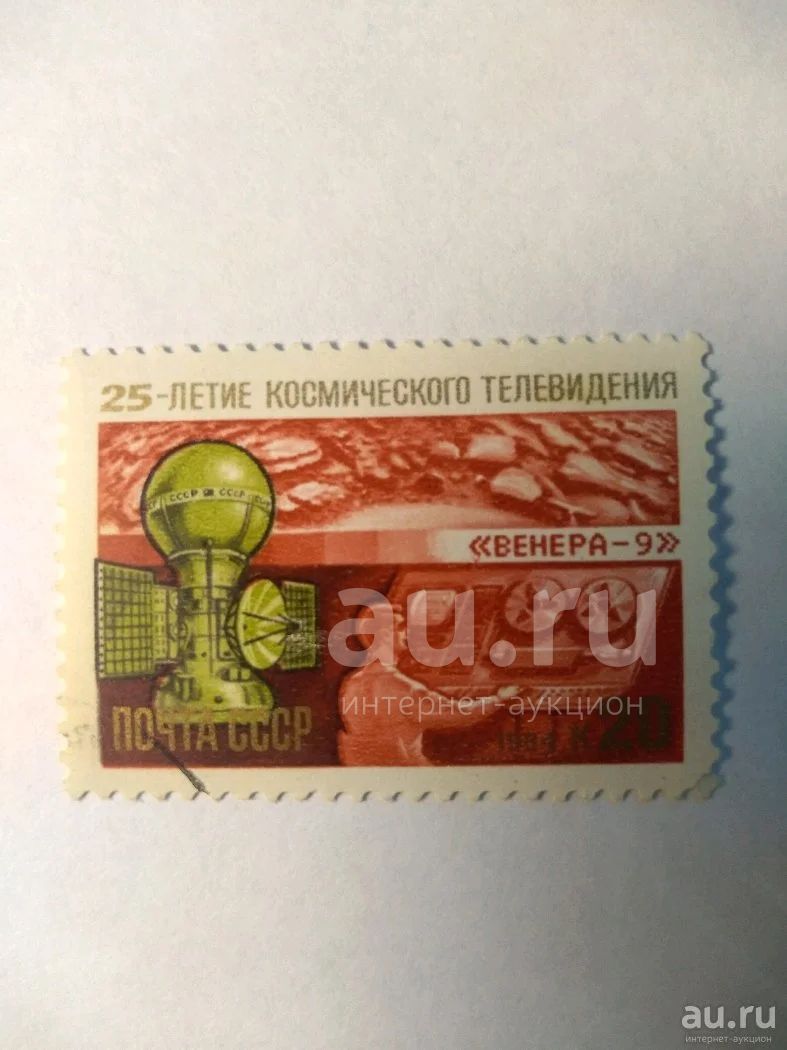 25-ЛЕТИЕ КОСМИЧЕСКОГО ТЕЛЕВИДЕНИЯ
СССР СССР
«ВЕНЕРА-9»
au.ru
интернет-аукцион
ПОЧТА СССР
1984 К 20
au.ru
интернет-аукцион